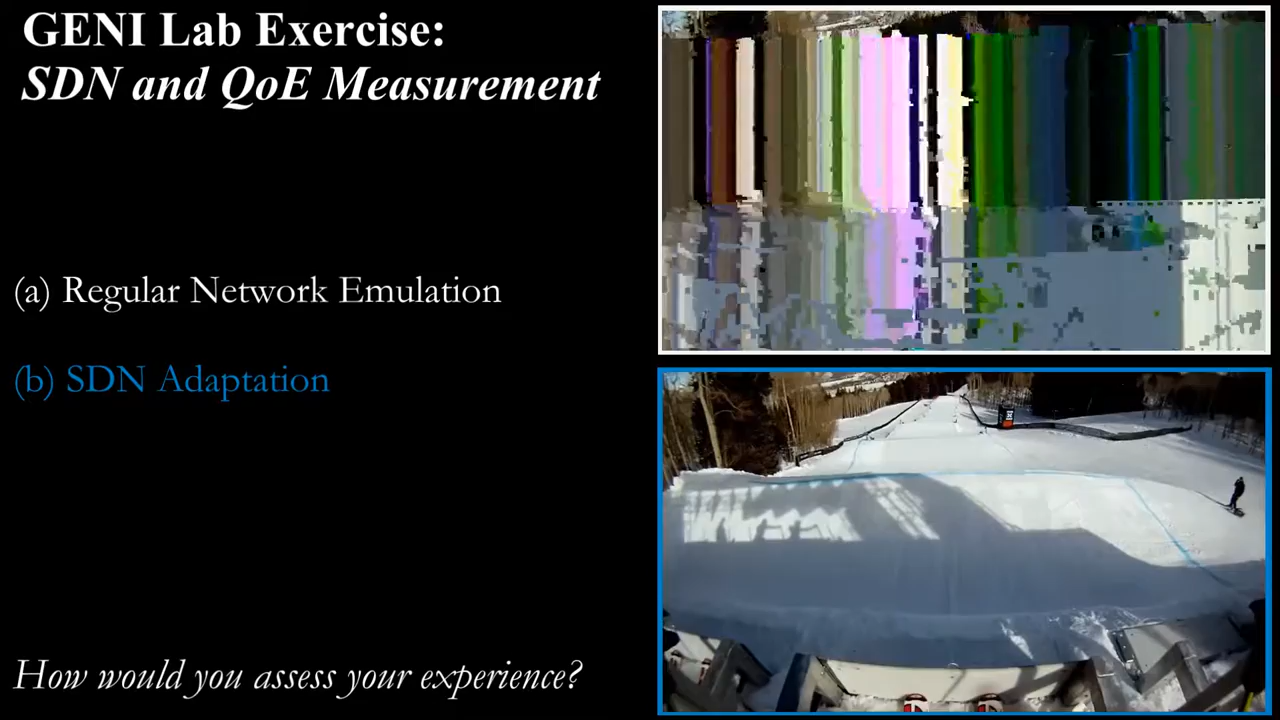 GENI Lab Exercise:
SDN and QoE Measurement
(a) Regular Network Emulation
(b) SDN Adaptation
How would you assess your experience?